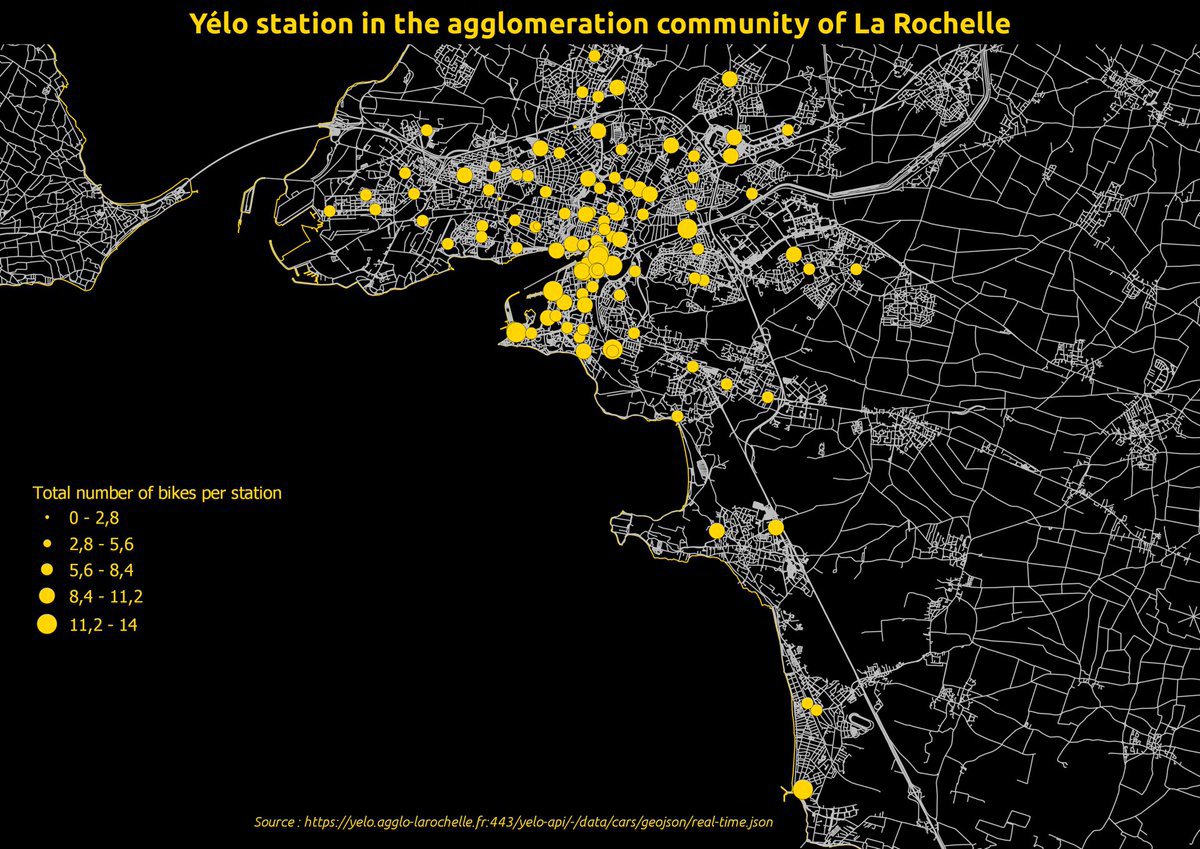 Yélo station in the agglomeration community of La Rochelle
Total number of bikes per station
0 - 2,8
2,8 - 5,6
5,6 - 8,4
8,4 - 11,2
11,2 - 14
Source : https://yelo.agglo-larochelle.fr:443/yelo-api/-/data/cars/geojson/real-time.json